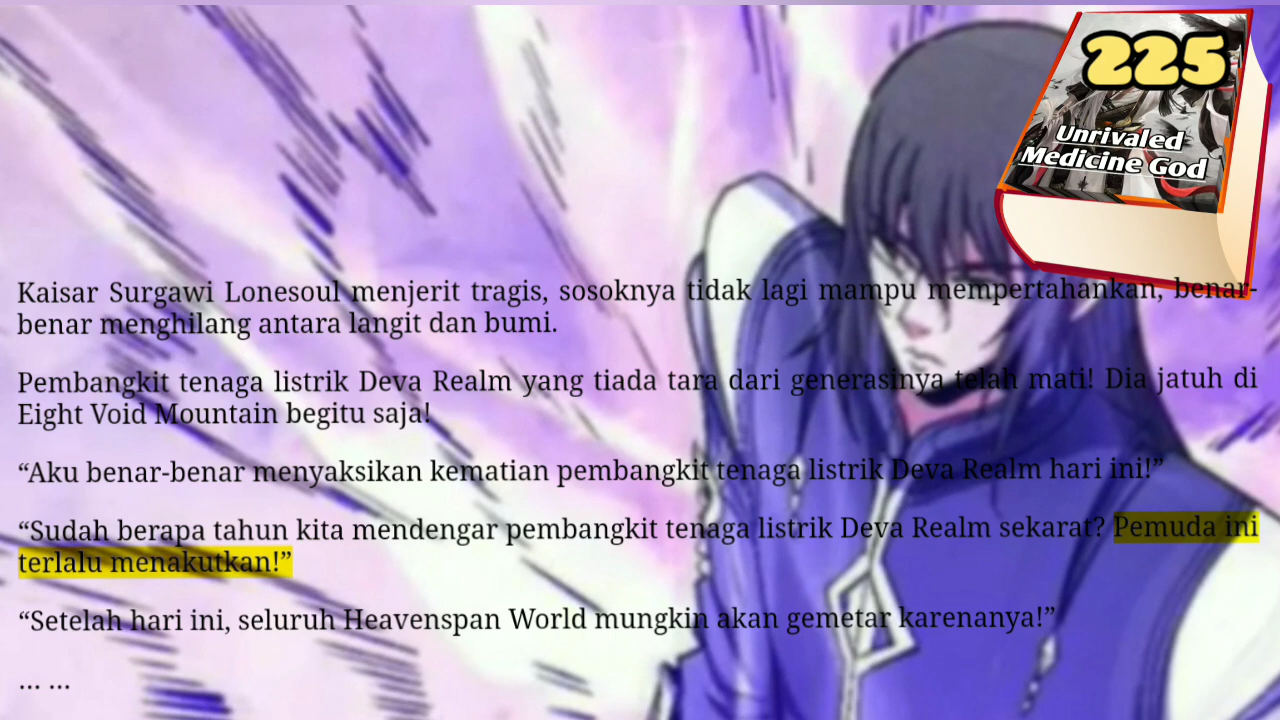 225
Unrivaled
Medicine God
Kaisar Surgawi Lonesoul menjerit tragis, sosoknya tidak lagi mampu mempertahankan, benar-
benar menghilang antara langit dan bumi.
Pembangkit tenaga listrik Deva Realm yang tiada tara dari generasinya telah mati! Dia jatuh di
Eight Void Mountain begitu saja!
“Aku benar-benar menyaksikan kematian pembangkit tenaga listrik Deva Realm hari ini!”
“Sudah berapa tahun kita mendengar pembangkit tenaga listrik Deva Realm sekarat? Pemuda ini
terlalu menakutkan!”
“Setelah hari ini, seluruh Heavenspan World mungkin akan gemetar karenanya!”
... ...